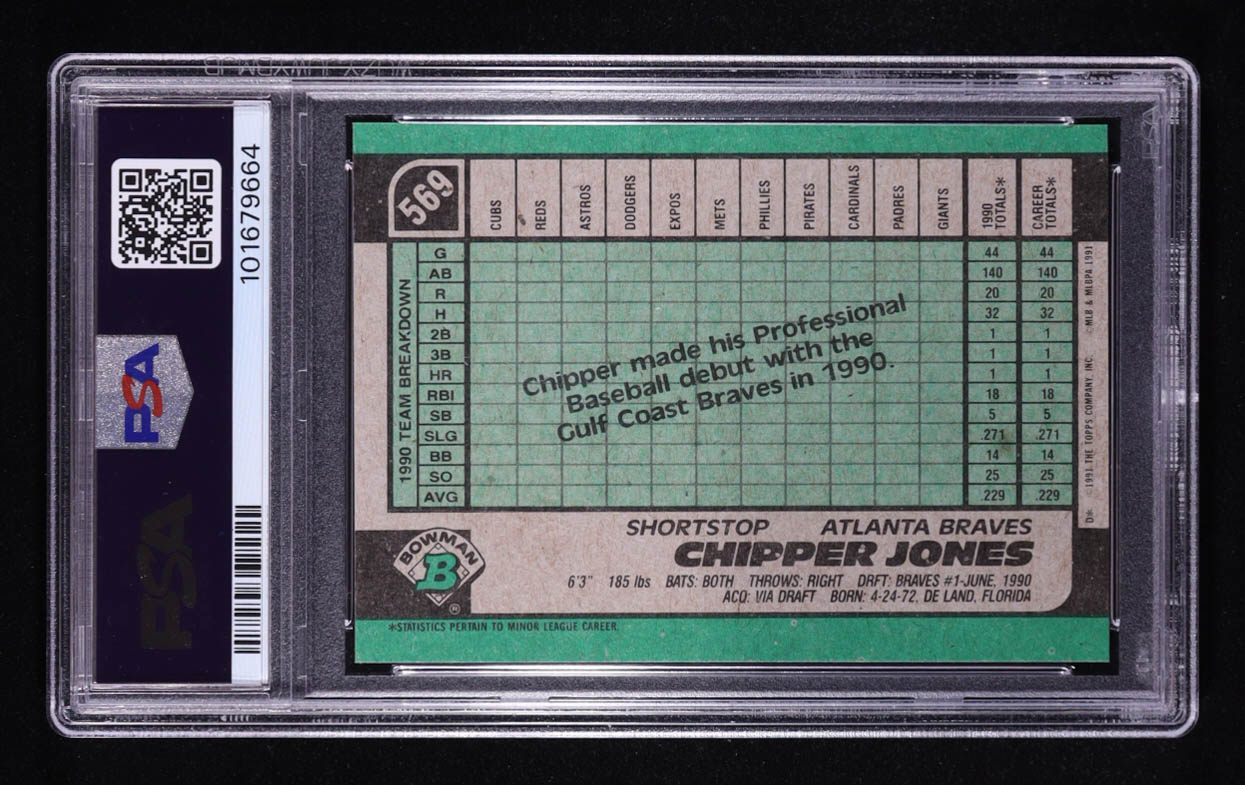 101679664
PSA
PSA
569
CUBS REDS ASTROS DODGERS EXPOS METS PHILLIES PIRATES CARDINALS PADRES GIANTS 1990 TOTALS* CAREER TOTALS*
1990 TEAM BREAKDOWN
G 44 44
AB 140 140
R 20 20
H 32 32
2B 1 1
3B 1 1
HR 1 1
RBI 18 18
SB 5 5
SLG .271 .271
BB 14 14
SO 25 25
AVG .229 .229
Chipper made his Professional
Baseball debut with the
Gulf Coast Braves in 1990.
D* ©1991 THE TOPPS COMPANY, INC. ©MLB & MLBPA 1991
BOWMAN
B
®
SHORTSTOP ATLANTA BRAVES
CHIPPER JONES
6'3" 185 lbs BATS: BOTH THROWS: RIGHT DRFT: BRAVES #1-JUNE, 1990
ACQ: VIA DRAFT BORN: 4-24-72, DE LAND, FLORIDA
*STATISTICS PERTAIN TO MINOR LEAGUE CAREER.